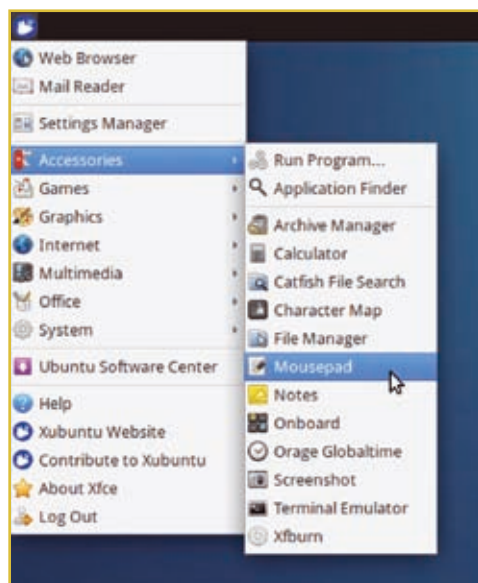 Web Browser
Mail Reader
Settings Manager
Accessories
Games
Graphics
Internet
Multimedia
Office
System
Ubuntu Software Center
Help
Xubuntu Website
Contribute to Xubuntu
About Xfce
Log Out
Run Program...
Application Finder
Archive Manager
Calculator
Catfish File Search
Character Map
File Manager
Mousepad
Notes
Onboard
Orage Globaltime
Screenshot
Terminal Emulator
Xfburn